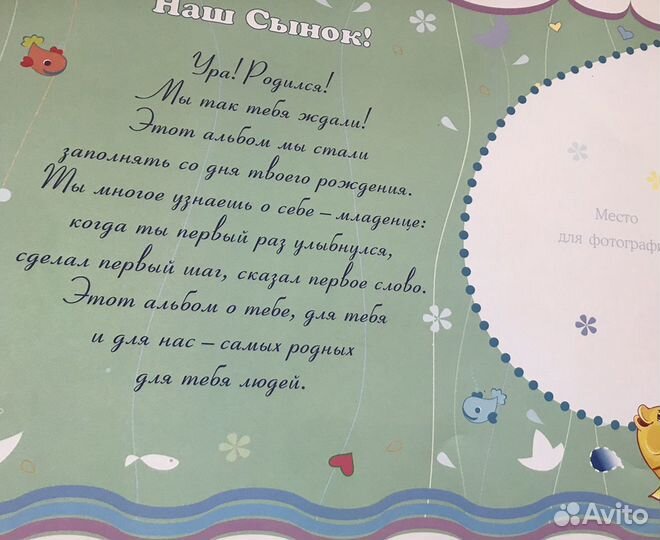 Наш Сынок!
Ура! Родился!
Мы так тебя ждали!
Этот альбом мы стали
заполнять со дня твоего рождения.
Ты многое узнаешь о себе – младенце:
когда ты первый раз улыбнулся,
сделал первый шаг, сказал первое слово.
Этот альбом о тебе, для тебя
и для нас – самых родных
для тебя людей.
Место
для фотографи
Avito